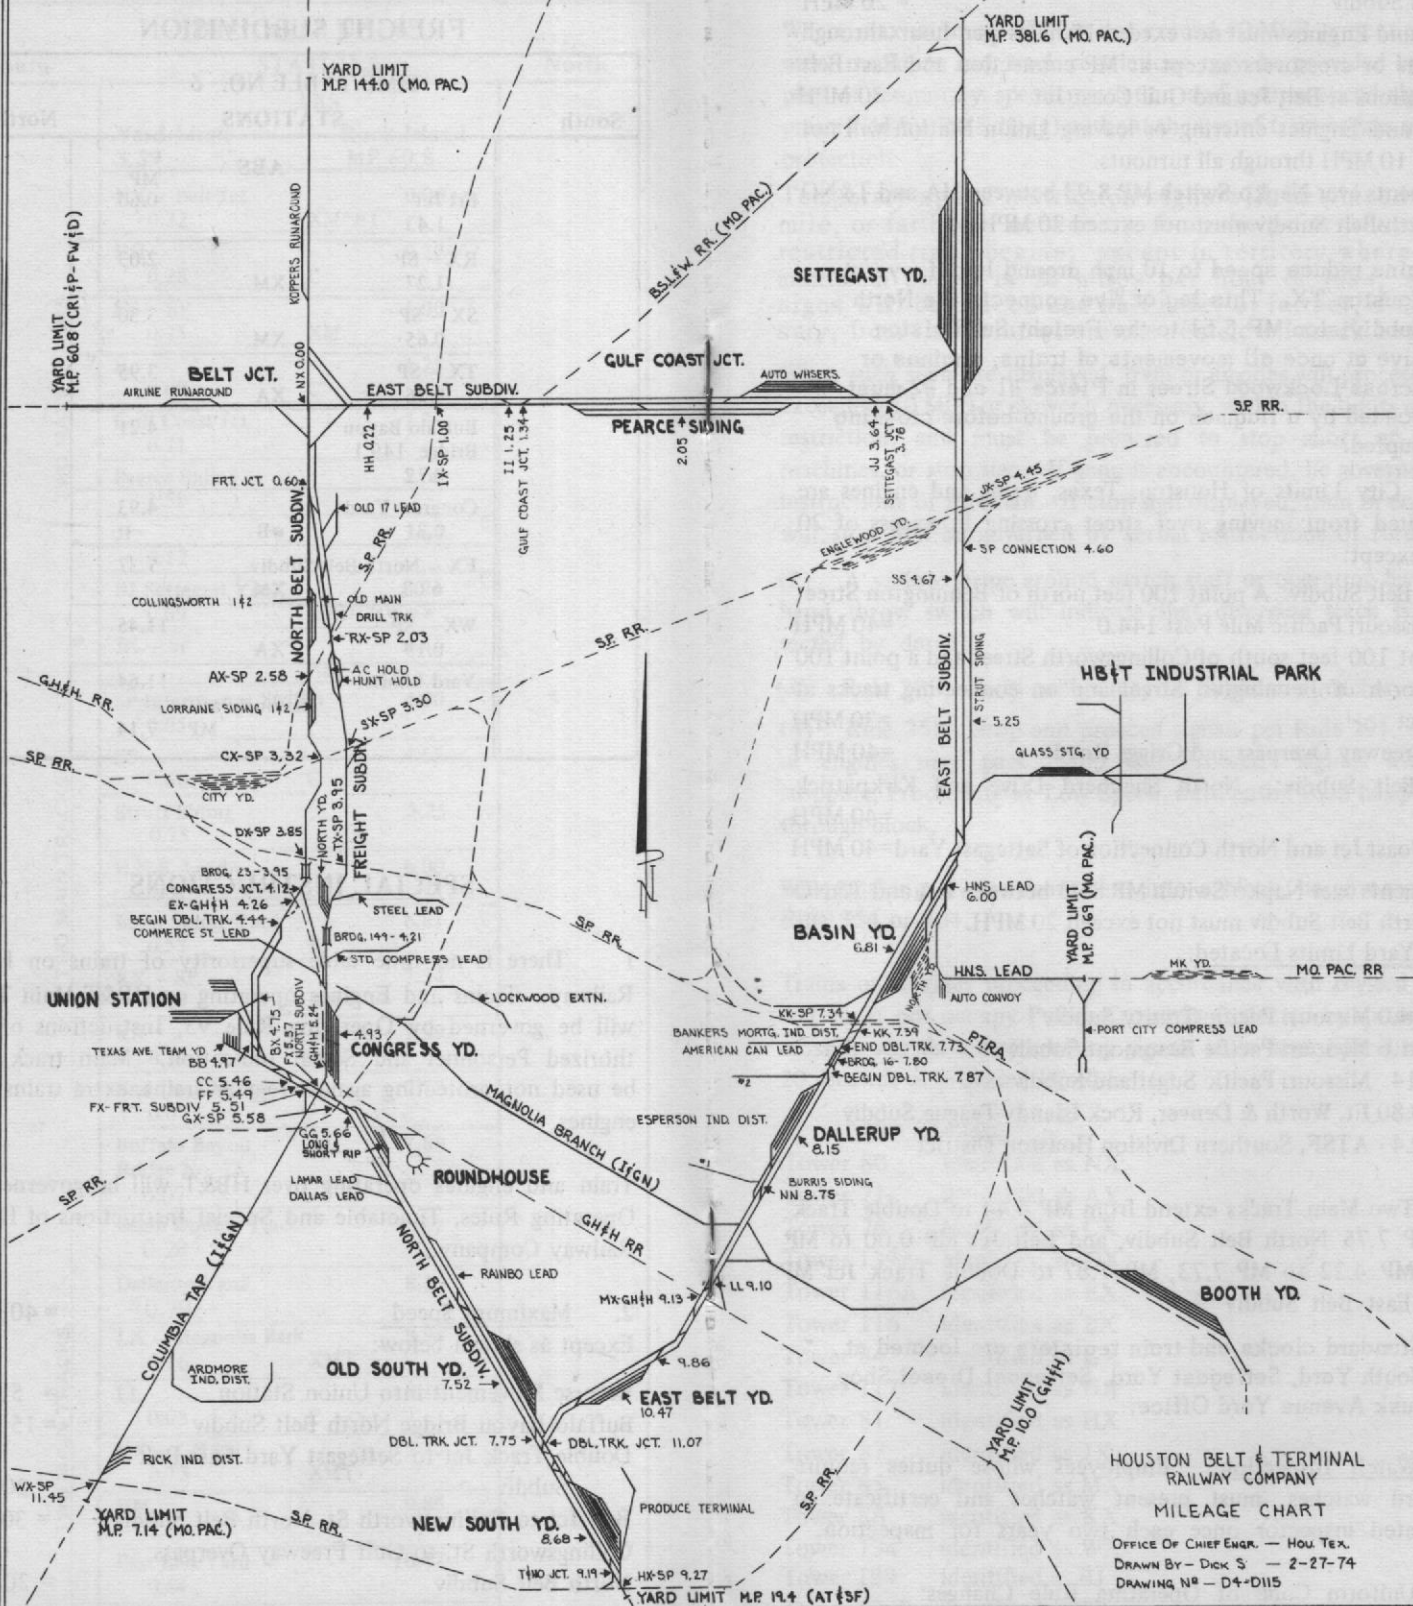 YARD LIMIT
M.P. 381.6 (MO. PAC.)
YARD LIMIT
M.P. 144.0 (MO. PAC.)
KOPPERS RUNAROUND
B.S.L.&W. RR. (MO. PAC.)
SETTEGAST YD.
YARD LIMIT
M.P. 60.8 (CRI&P-FW&D)
BELT JCT.
AIRLINE RUNAROUND
NX 0.00
EAST BELT SUBDIV.
GULF COAST JCT.
AUTO WHSERS.
PEARCE SIDING
HH 0.22
IX-SP 1.00
II 1.25
GULF COAST JCT. 1.34
2.05
JJ 3.64
SETTEGAST JCT.
3.78
S.P. RR.
JX-SP 4.45
FRT. JCT. 0.60
OLD 17 LEAD
NORTH BELT SUBDIV.
S.P. RR.
ENGLEWOOD YD.
SP CONNECTION 4.60
SS 4.67
COLLINGSWORTH 1&2
OLD MAIN
DRILL TRK
RX-SP 2.03
S.P. RR.
EAST BELT SUBDIV.
STRUT SIDING
HB&T INDUSTRIAL PARK
AX-SP 2.58
A.C. HOLD
HUNT HOLD
G.H.&H. RR.
LORRAINE SIDING 1&2
SX-SP 3.30
5.25
S.P. RR.
CX-SP 3.32
GLASS STG. YD
CITY YD.
NORTH YD.
TX-SP 3.95
FREIGHT SUBDIV.
DX-SP 3.85
BRDG. 23-3.95
CONGRESS JCT. 4.12
EX-GH&H 4.26
BEGIN DBL. TRK. 4.44
COMMERCE ST. LEAD
STEEL LEAD
BRDG. 149-4.21
STD. COMPRESS LEAD
HNS LEAD
6.00
YARD LIMIT
M.P. 0.69 (MO. PAC.)
S.P. RR.
BASIN YD.
6.81
NORTH YD.
H.N.S. LEAD
MK YD.
MO. PAC. RR
UNION STATION
LOCKWOOD EXTN.
AUTO CONVOY
KK-SP 7.34
KK 7.39
BANKERS MORTG. IND. DIST.
AMERICAN CAN LEAD
END DBL. TRK. 7.73
BRDG. 16-7.80
BEGIN DBL. TRK. 7.87
P.T.R.A.
PORT CITY COMPRESS LEAD
BX 4.75
FX 5.37
NORTH SUBDIV
GH&H 5.24
4.93
CONGRESS YD.
TEXAS AVE. TEAM YD
BB 4.97
CC 5.46
FF 5.49
FX-FRT. SUBDIV 5.51
GX-SP 5.58
MAGNOLIA BRANCH (I&GN)
#2
ESPERSON IND. DIST.
DALLERUP YD.
8.15
GG 5.66
LONG &
SHORT RIP
ROUNDHOUSE
LAMAR LEAD
DALLAS LEAD
S.P. RR.
BURRIS SIDING
NN 8.75
GH&H RR
COLUMBIA TAP (I&GN)
NORTH BELT SUBDIV.
RAINBO LEAD
MX-GH&H 9.13
LL 9.10
BOOTH YD.
ARDMORE
IND. DIST.
OLD SOUTH YD.
7.52
9.86
EAST BELT YD.
10.47
YARD LIMIT
M.P. 10.0 (GH&H)
DBL. TRK. JCT. 7.75
DBL. TRK. JCT. 11.07
RICK IND. DIST.
WX-SP
11.45
YARD LIMIT
M.P. 7.14 (MO. PAC.)
S.P. RR.
NEW SOUTH YD.
8.68
PRODUCE TERMINAL
S.P. RR.
T&NO JCT. 9.19
HX-SP 9.27
YARD LIMIT M.P. 19.4 (AT&SF)
HOUSTON BELT & TERMINAL
RAILWAY COMPANY
MILEAGE CHART
OFFICE OF CHIEF ENGR. — HOU. TEX.
DRAWN BY — DICK S — 2-27-74
DRAWING Nº — D4-D115